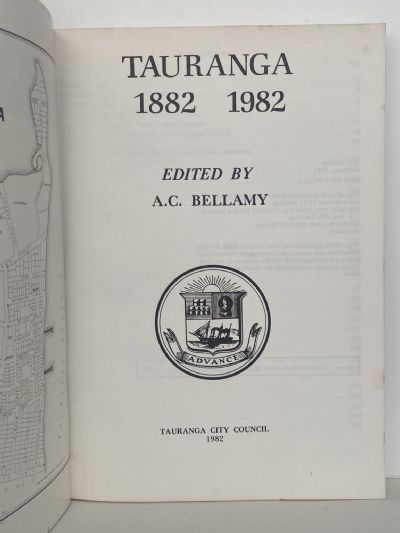 TAURANGA
1882 1982
EDITED BY
A.C. BELLAMY
ADVANCE
TAURANGA CITY COUNCIL
1982